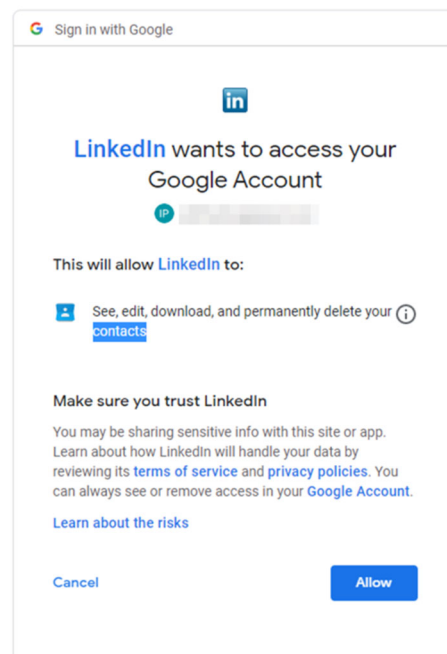 Sign in with Google
in
LinkedIn wants to access your
Google Account
IP
This will allow LinkedIn to:
See, edit, download, and permanently delete your
contacts
Make sure you trust LinkedIn
You may be sharing sensitive info with this site or app.
Learn about how LinkedIn will handle your data by
reviewing its terms of service and privacy policies. You
can always see or remove access in your Google Account.
Learn about the risks
Cancel
Allow